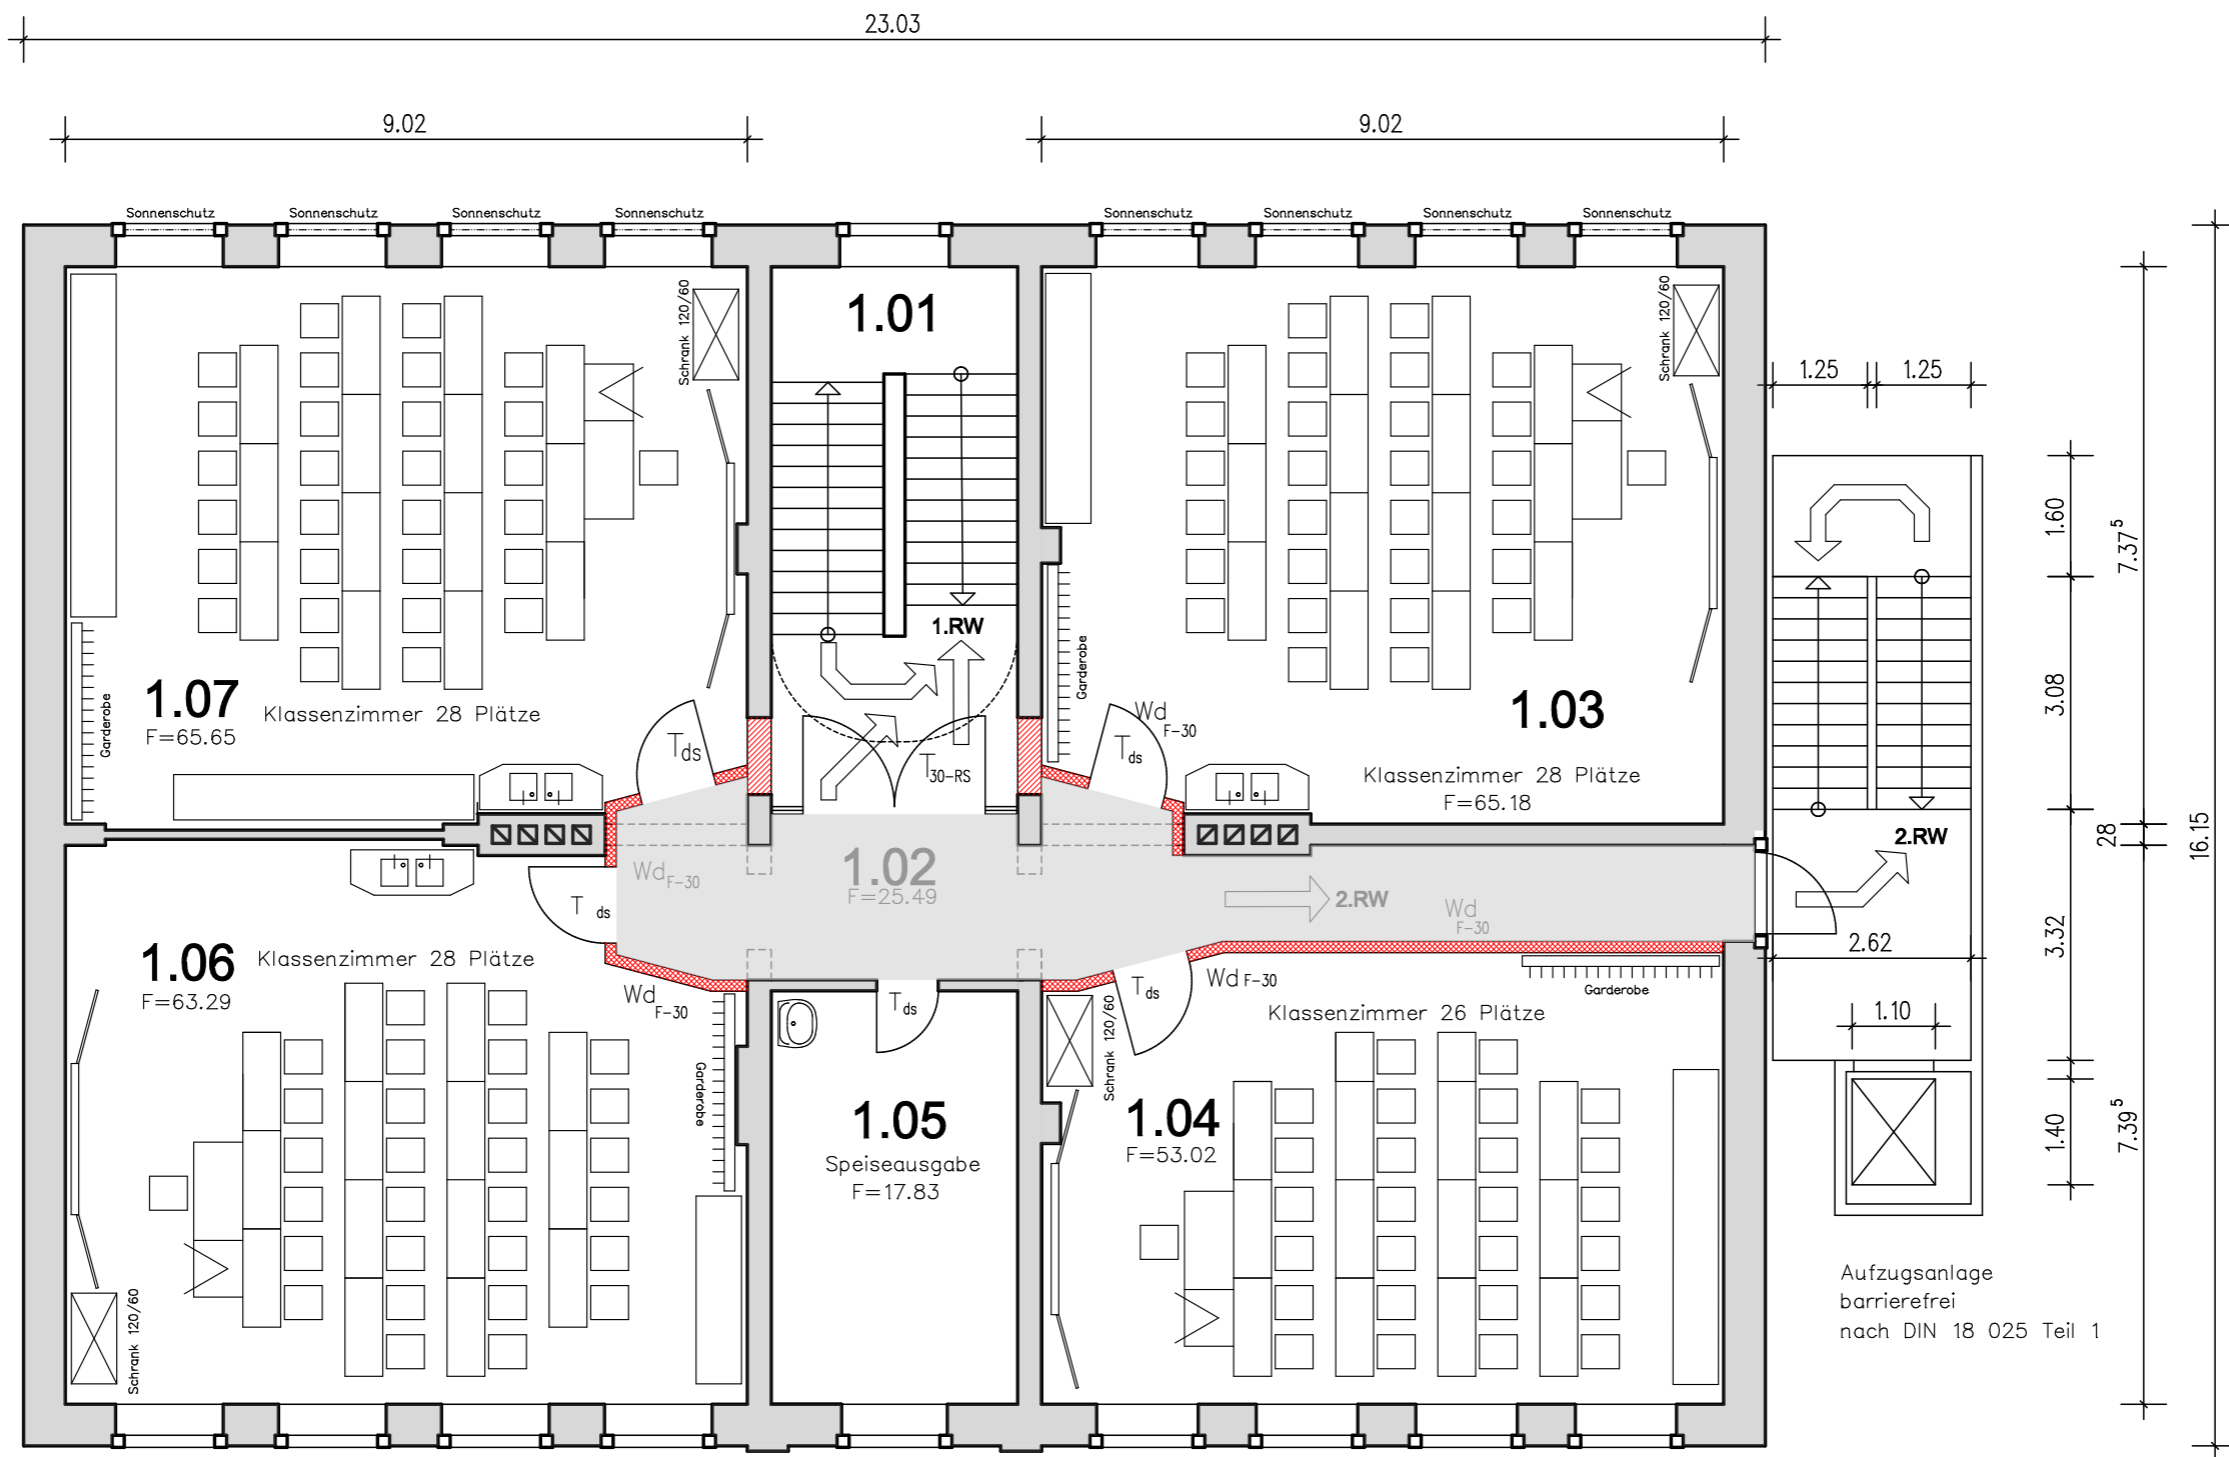 23.03
9.02
9.02
Sonnenschutz
Sonnenschutz
Sonnenschutz
Sonnenschutz
Sonnenschutz
Sonnenschutz
Sonnenschutz
Sonnenschutz
Schrank 120/60
1.01
Schrank 120/60
1.25
1.25
1.60
7.37⁵
1.RW
Garderobe
Garderobe
1.07
Klassenzimmer 28 Plätze
F=65.65
1.03
Klassenzimmer 28 Plätze
F=65.18
3.08
Tds
T30-RS
Wd F-30
Tds
28
16.15
2.RW
1.02
F=25.49
Wd F-30
T ds
2.RW
Wd F-30
2.62
3.32
1.06
Klassenzimmer 28 Plätze
F=63.29
Wd F-30
Tds
Tds
Wd F-30
Garderobe
1.10
Klassenzimmer 26 Plätze
Schrank 120/60
Garderobe
1.05
Speiseausgabe
F=17.83
1.04
F=53.02
1.40
7.39⁵
Schrank 120/60
Aufzugsanlage
barrierefrei
nach DIN 18 025 Teil 1